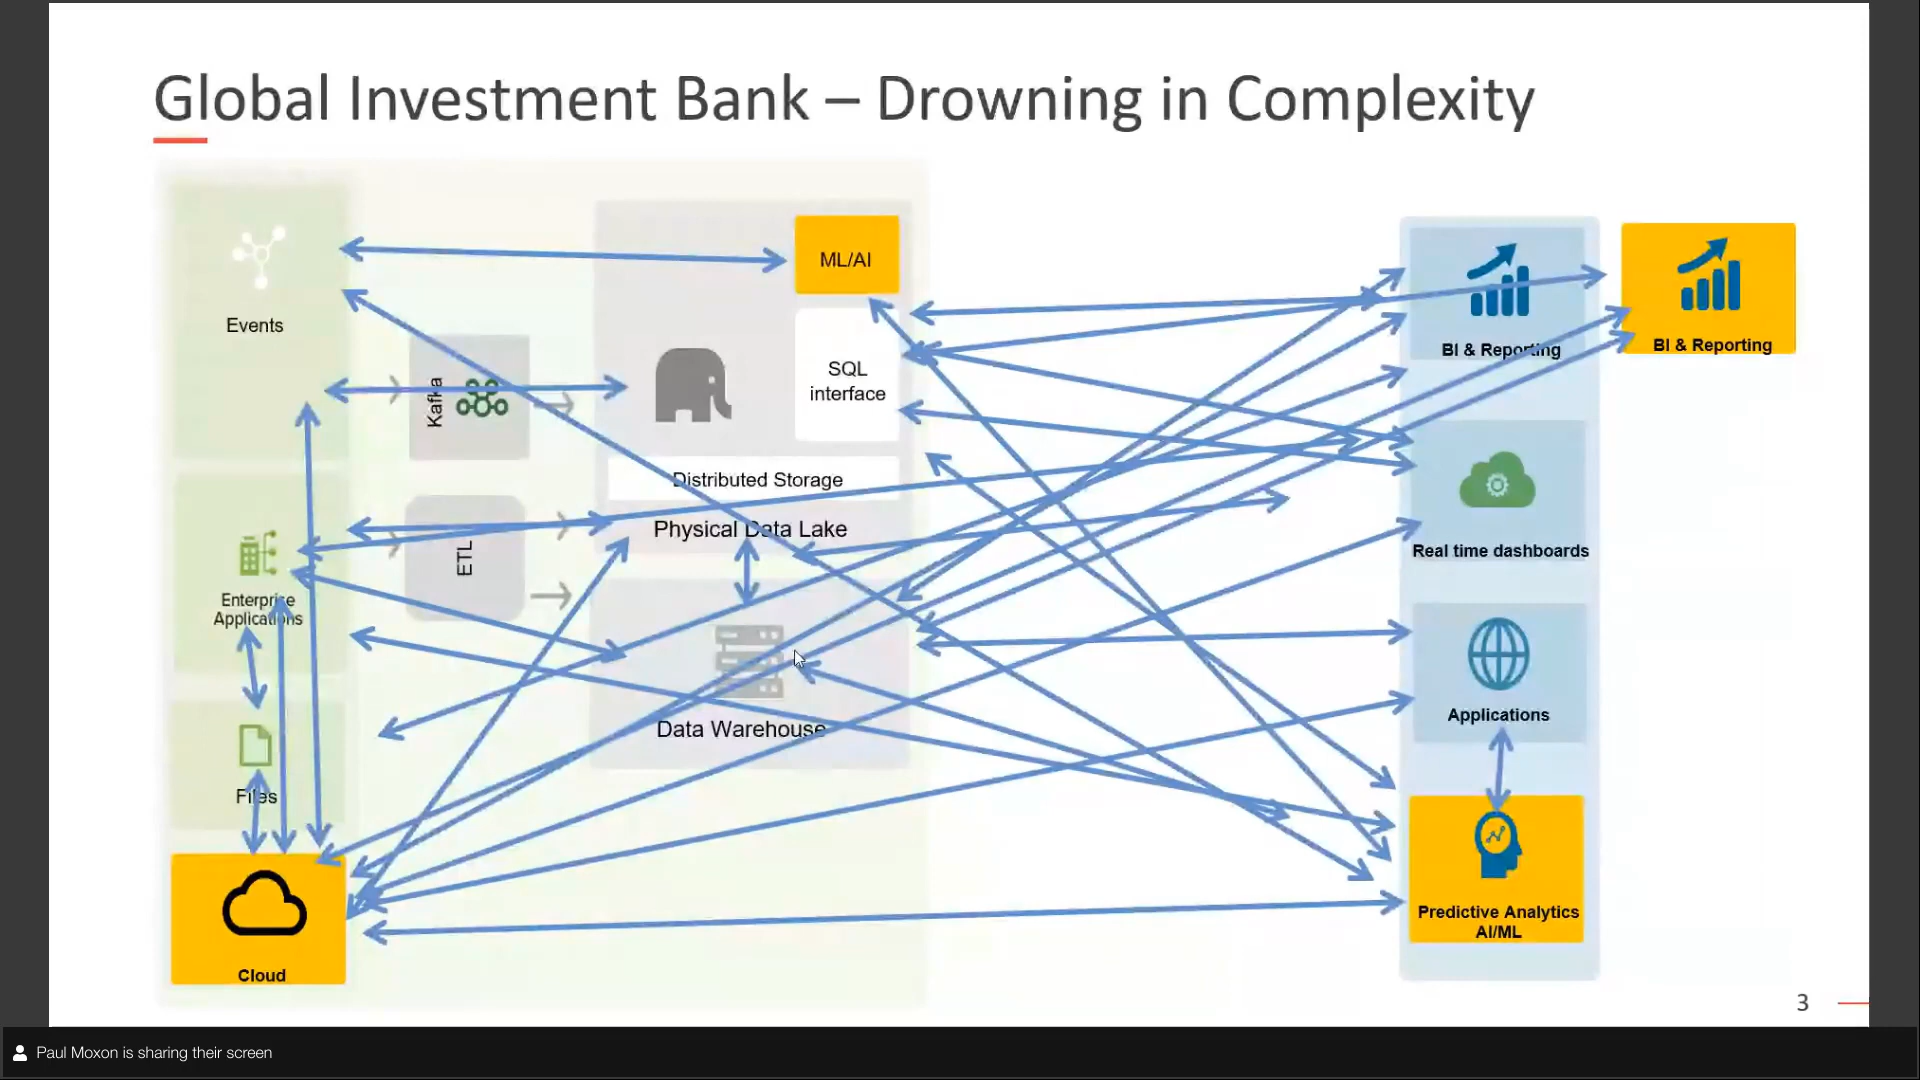 Global Investment Bank – Drowning in Complexity
Events
Kafka
ML/AI
SQL
interface
Distributed Storage
Physical Data Lake
ETL
Enterprise
Applications
Data Warehouse
Files
Cloud
BI & Reporting
BI & Reporting
Real time dashboards
Applications
Predictive Analytics
AI/ML
3
Paul Moxon is sharing their screen